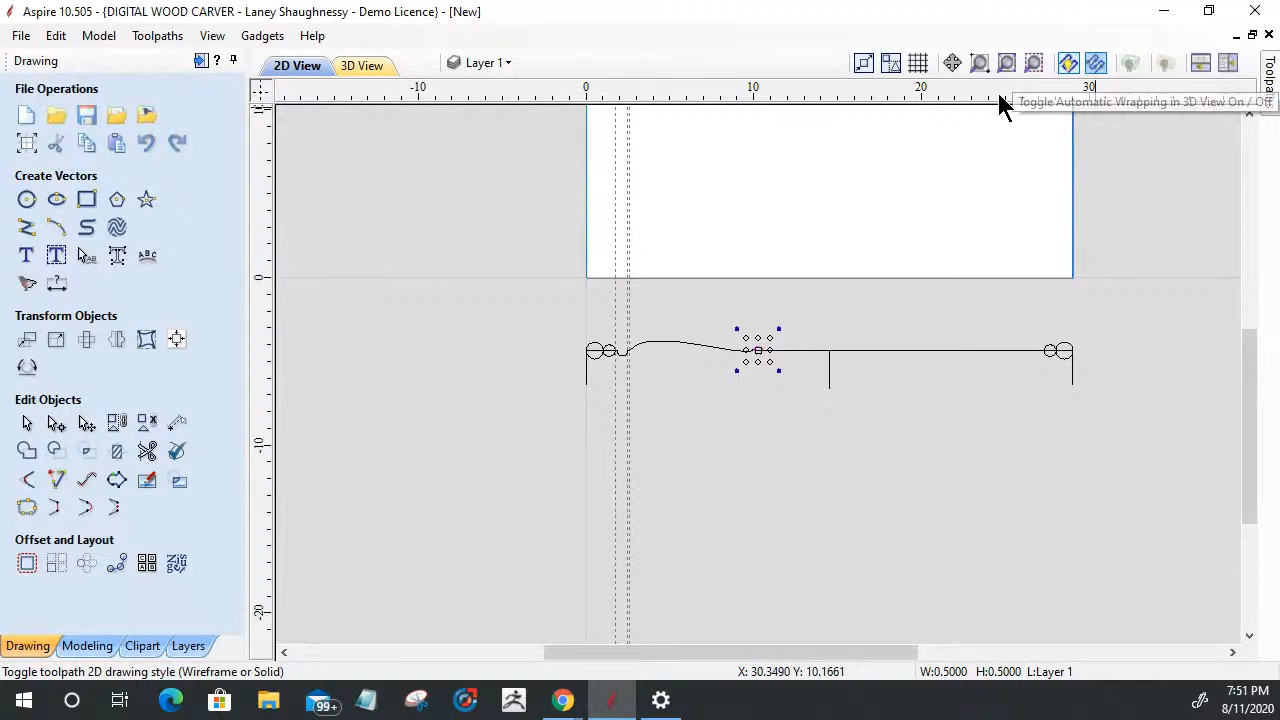 Aspire 10.505 - {DIGITAL WOOD CARVER - Laney Shaughnessy - Demo Licence} - [New]
File Edit Model Toolpaths View Gadgets Help
Drawing ?
2D View 3D View Layer 1
File Operations
0 10 20 30
-10
Toggle Automatic Wrapping in 3D View On / Off
Toolpaths
Create Vectors
T T AB T ABC
0
Transform Objects
Edit Objects
-10
Offset and Layout
-20
Drawing Modeling Clipart Layers
Toggle toolpath 2D drawing style (Wireframe or Solid) X: 30.3490 Y: 10.1661 W:0.5000 H:0.5000 L:Layer 1
99+
7:51 PM
8/11/2020